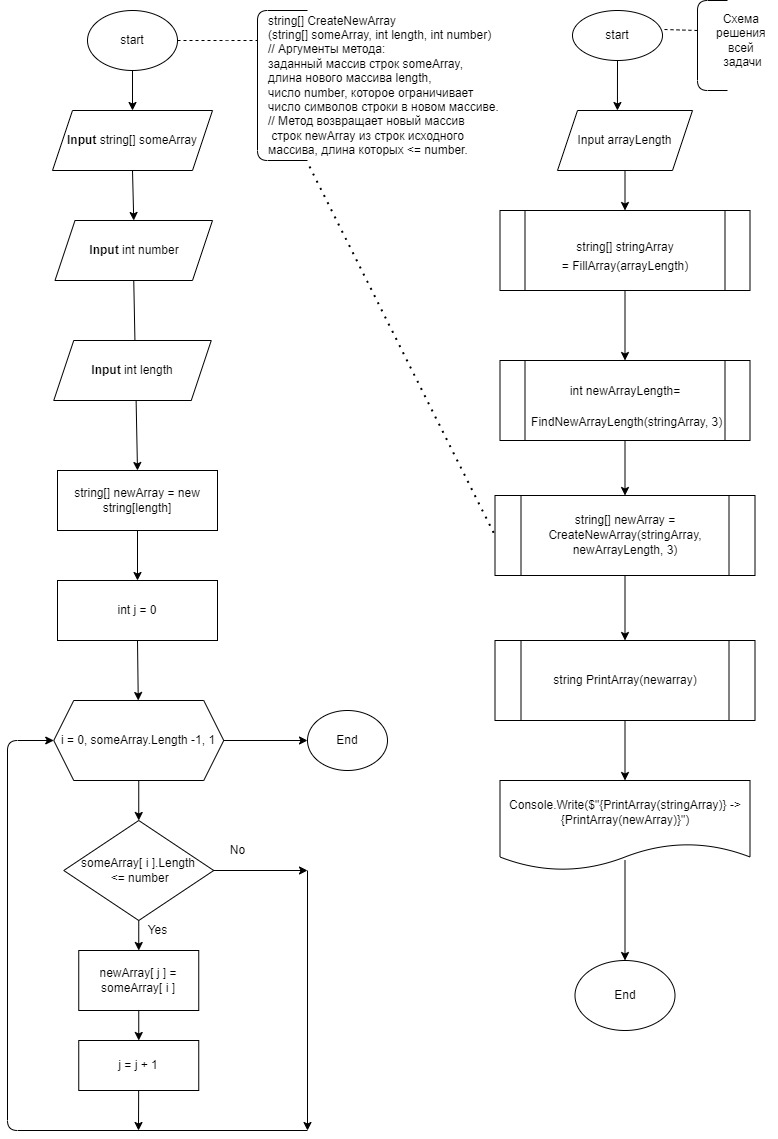 start
string[] CreateNewArray
(string[] someArray, int length, int number)
// Аргументы метода:
заданный массив строк someArray,
длина нового массива length,
число number, которое ограничивает
число символов строки в новом массиве.
// Метод возвращает новый массив
строк newArray из строк исходного
массива, длина которых <= number.
Input string[] someArray
Input int number
Input int length
string[] newArray = new
string[length]
int j = 0
i = 0, someArray.Length -1, 1
End
someArray[ i ].Length
<= number
No
Yes
newArray[ j ] =
someArray[ i ]
j = j + 1
start
Схема
решения
всей
задачи
Input arrayLength
string[] stringArray
= FillArray(arrayLength)
int newArrayLength=
FindNewArrayLength(stringArray, 3)
string[] newArray =
CreateNewArray(stringArray,
newArrayLength, 3)
string PrintArray(newarray)
Console.Write($"{PrintArray(stringArray)} ->
{PrintArray(newArray)}")
End